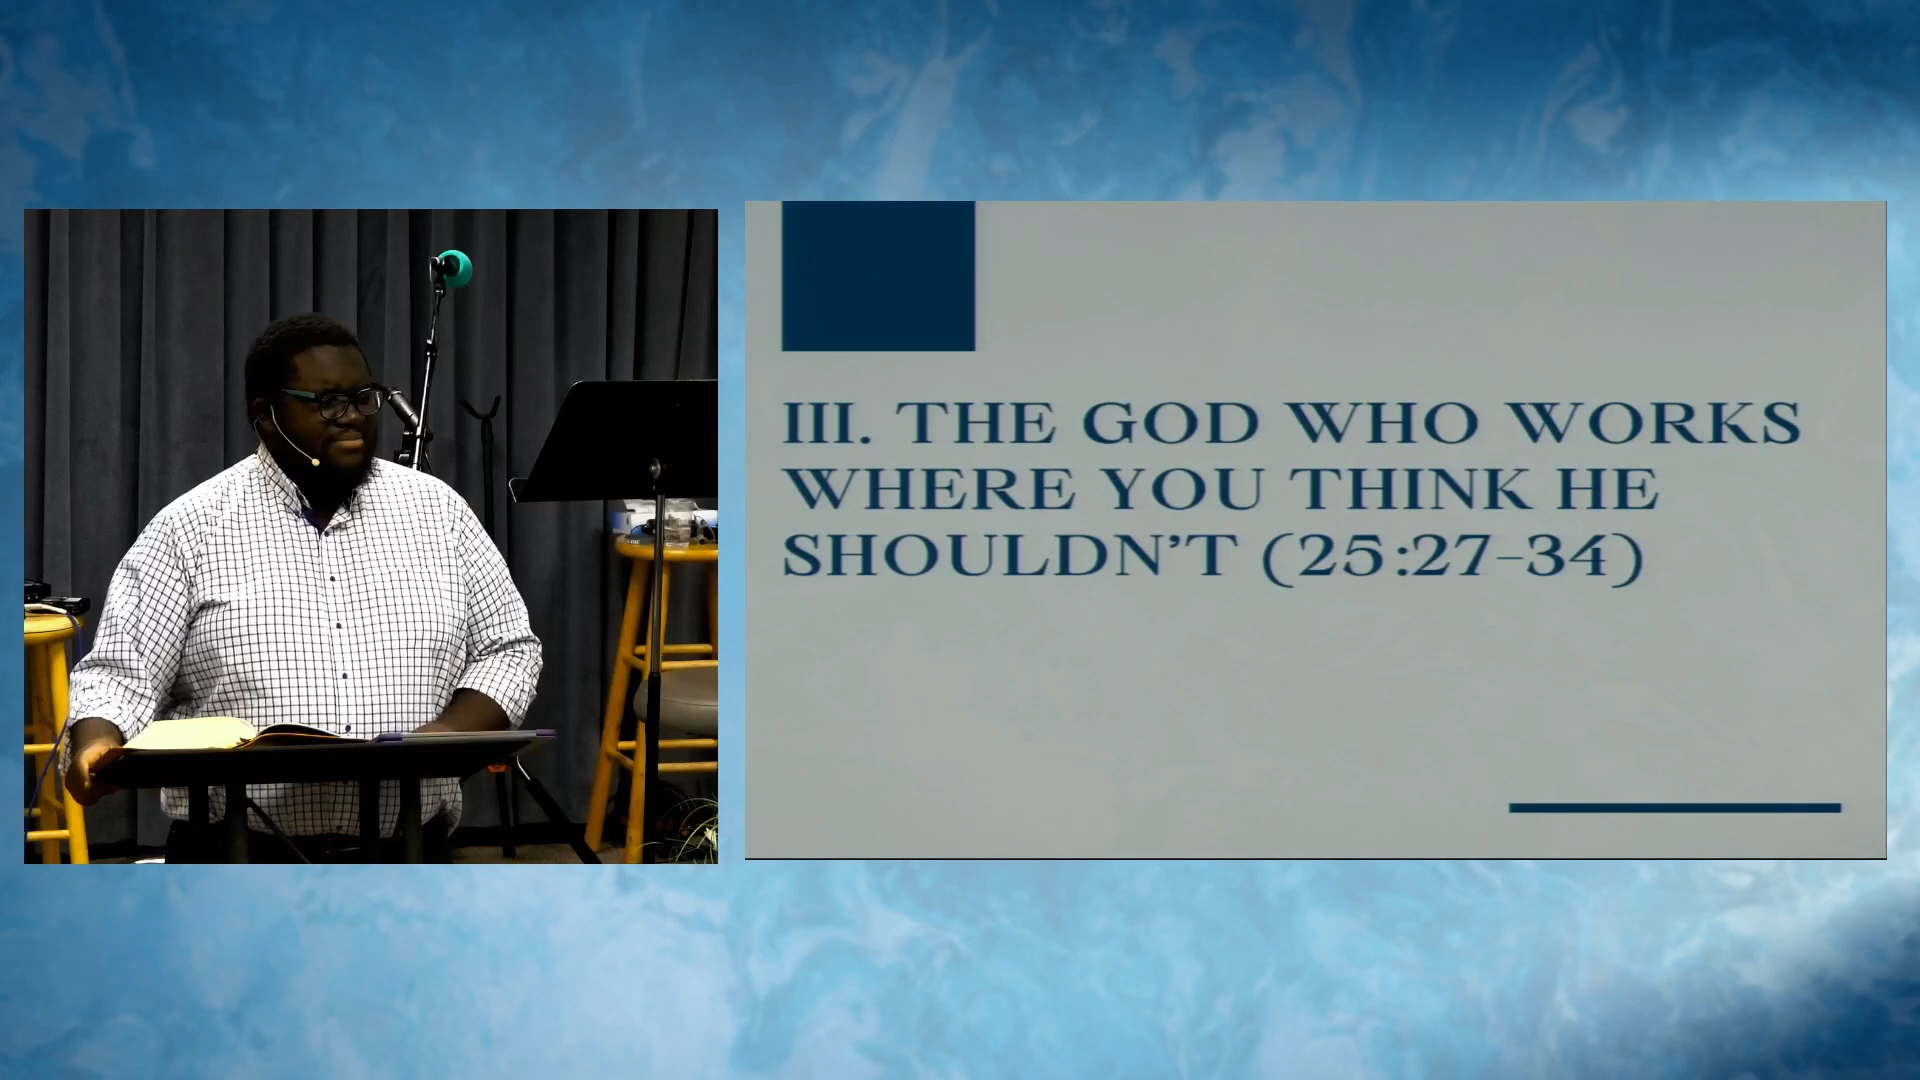 III. THE GOD WHO WORKS
WHERE YOU THINK HE
SHOULDN’T (25:27–34)